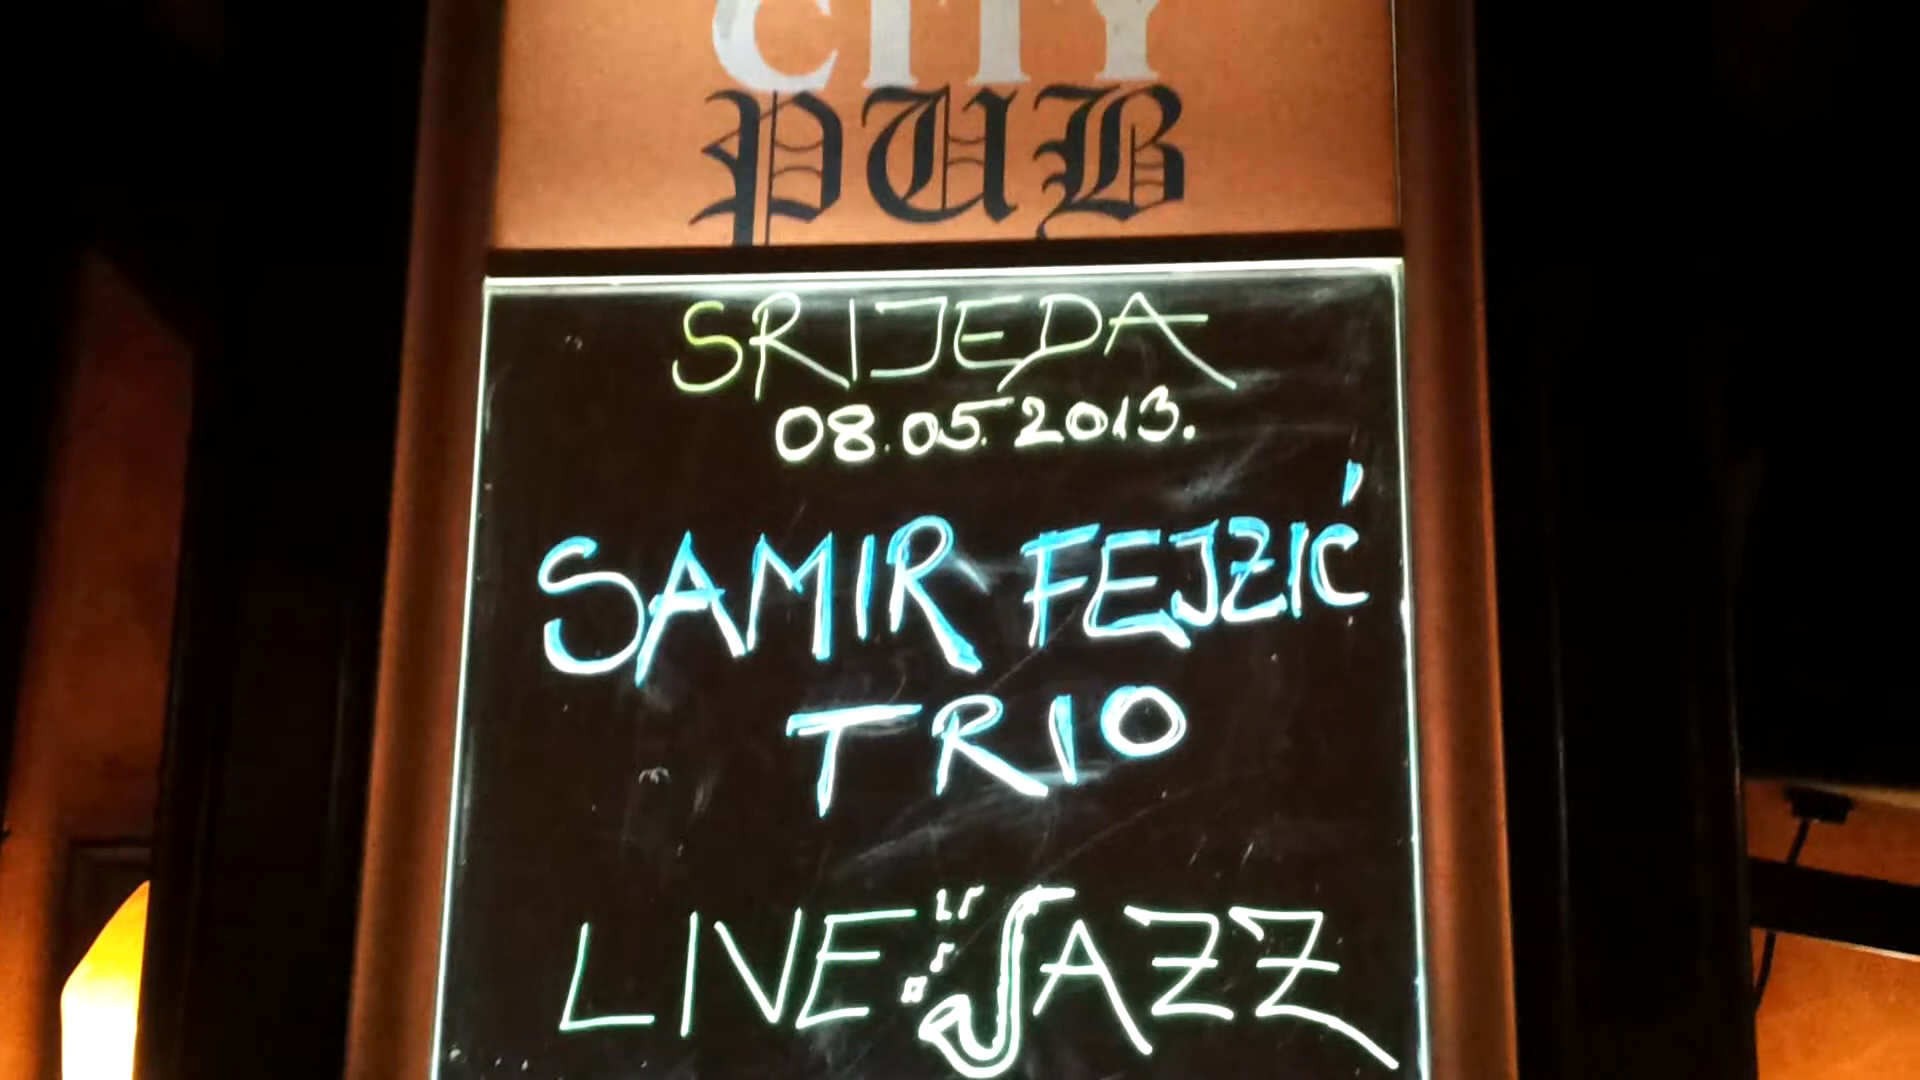 CITY
PUB
SRIJEDA
08.05.2013.
SAMIR FEJZIĆ
TRIO
LIVE JAZZ